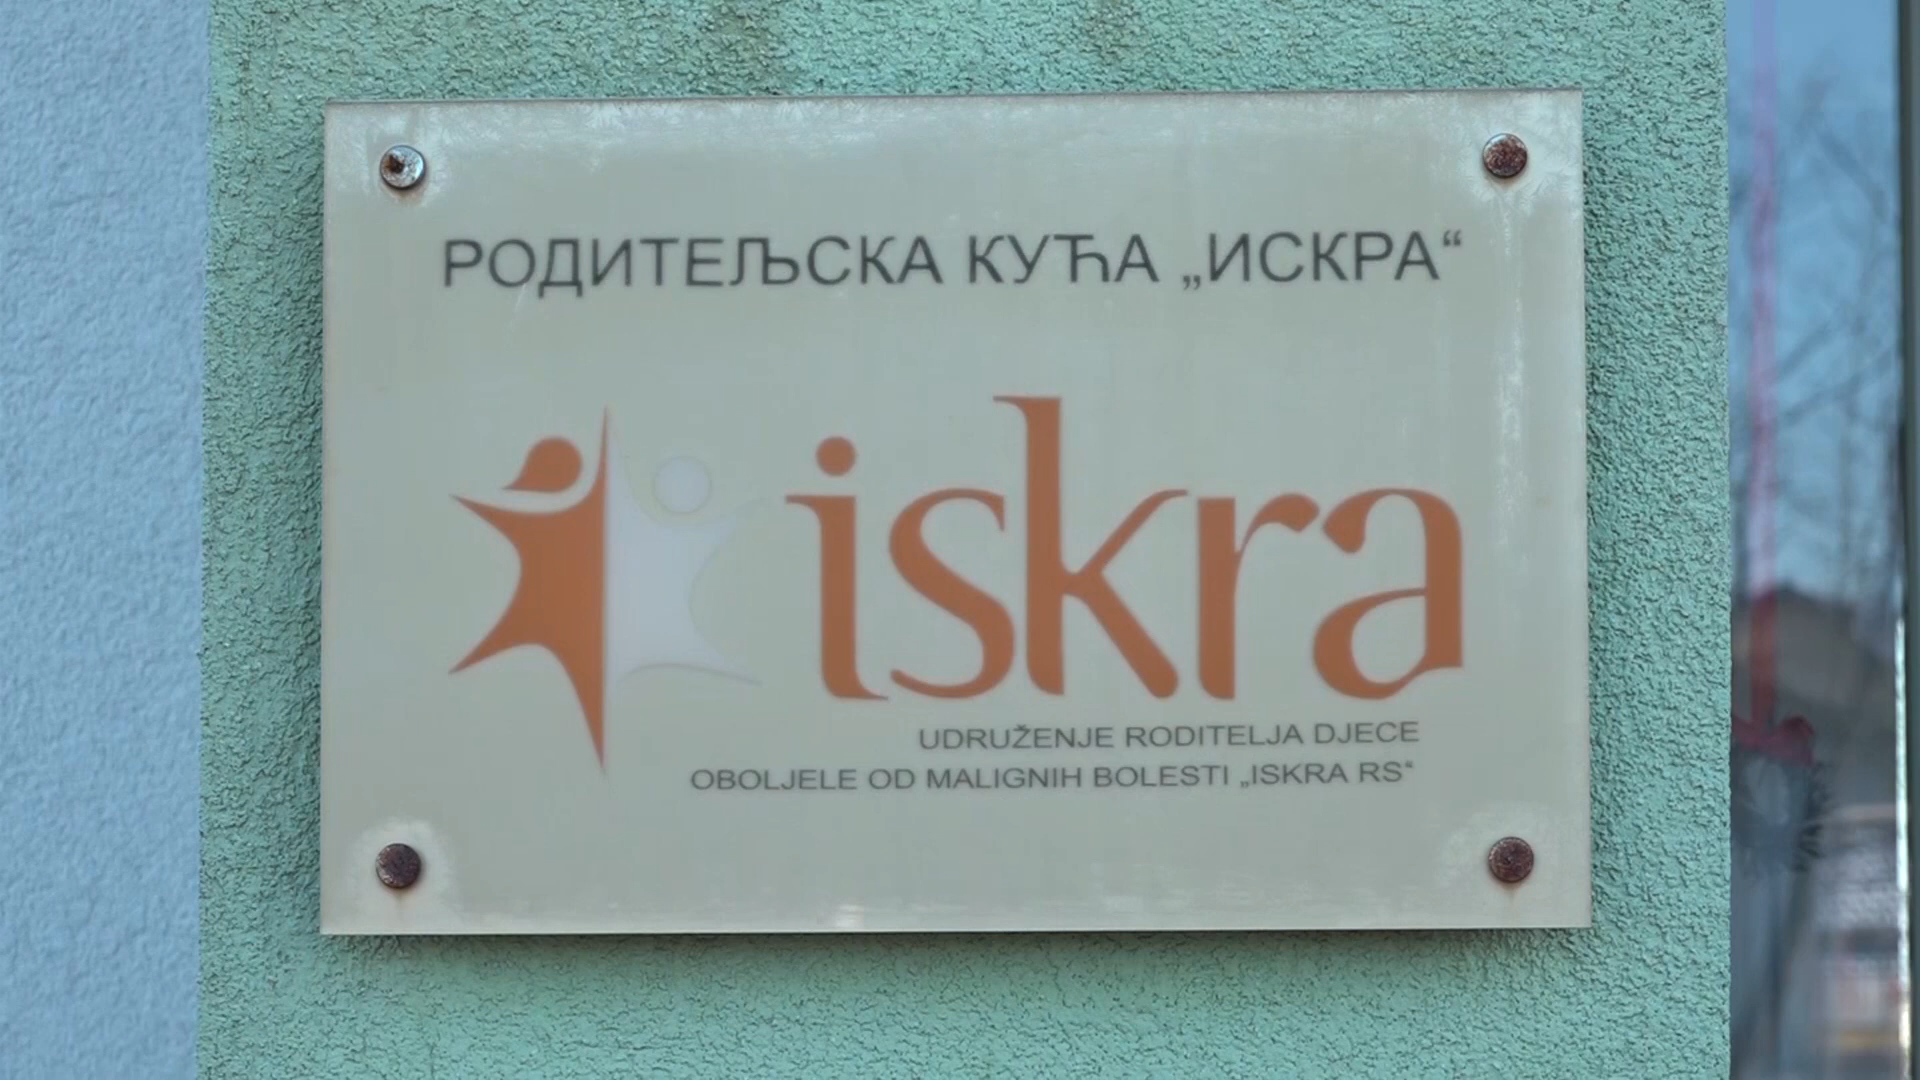 РОДИТЕЉСКА КУЋА „ИСКРА“
iskra
UDRUŽENJE RODITELJA DJECE
OBOLJELE OD MALIGNIH BOLESTI „ISKRA RS“